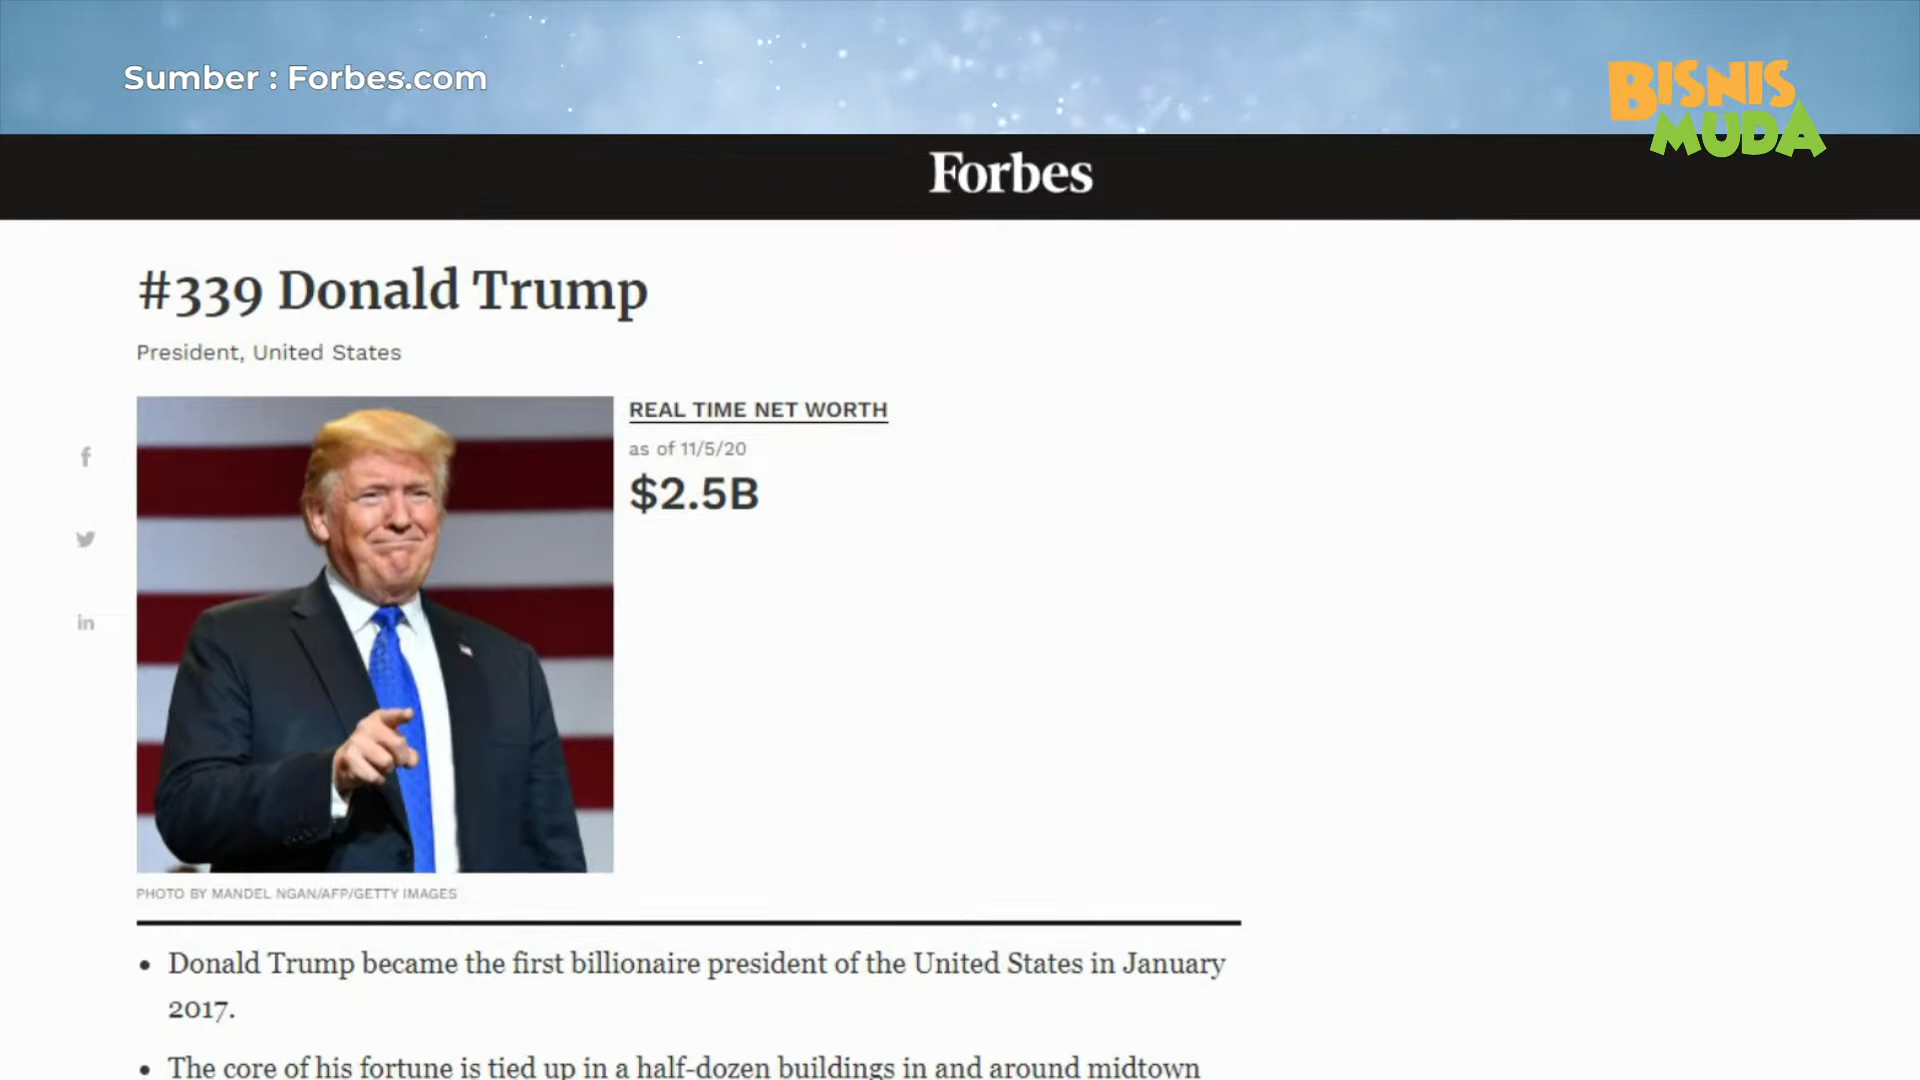 Sumber : Forbes.com
BISNIS
MUDA
Forbes
#339 Donald Trump
President, United States
REAL TIME NET WORTH
as of 11/5/20
$2.5B
f
in
PHOTO BY MANDEL NGAN/AFP/GETTY IMAGES
• Donald Trump became the first billionaire president of the United States in January
2017.
• The core of his fortune is tied up in a half-dozen buildings in and around midtown